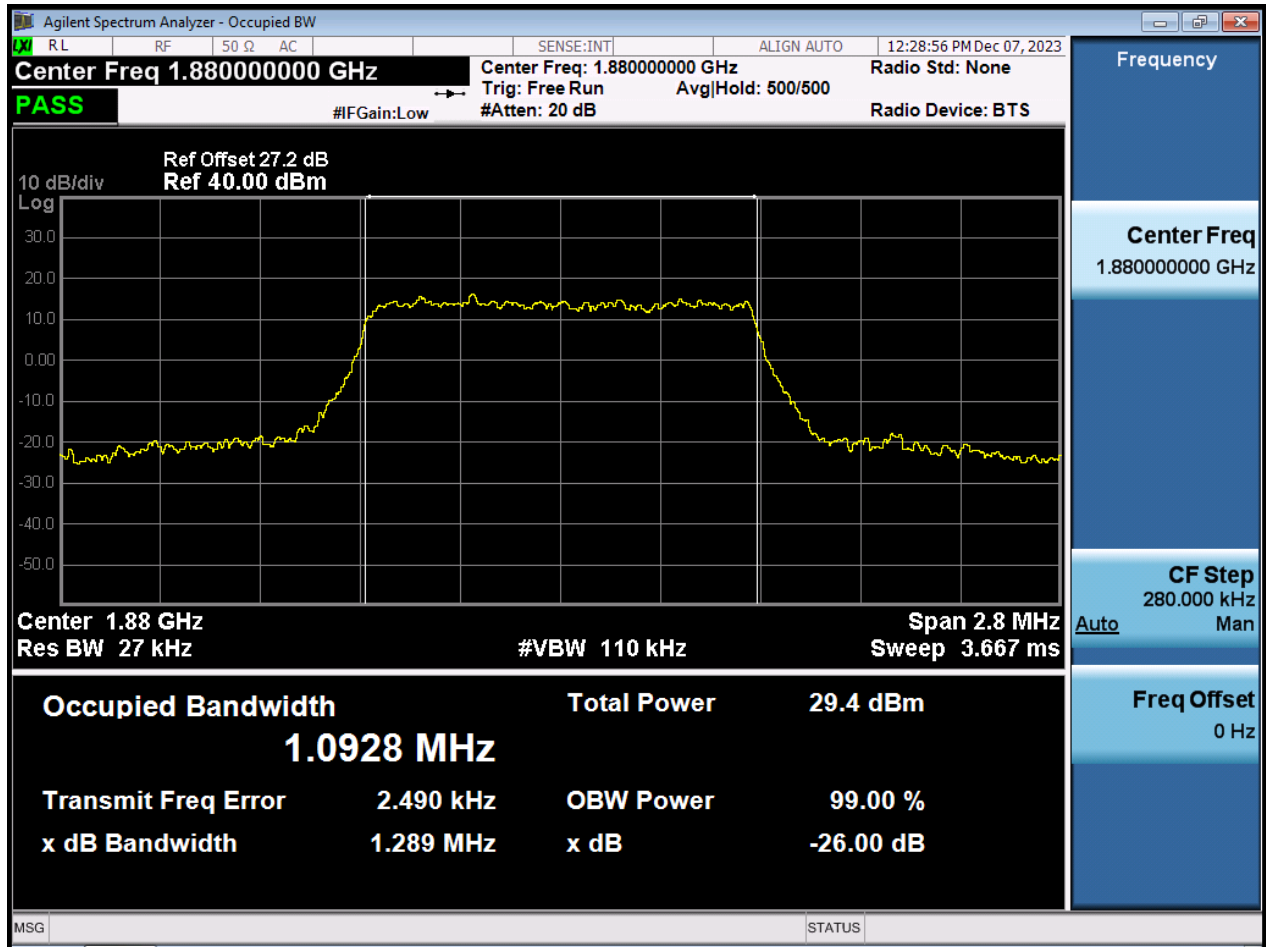 Agilent Spectrum Analyzer - Occupied BW
LXI RL RF 50 Ω AC SENSE:INT ALIGN AUTO 12:28:56 PM Dec 07, 2023
Center Freq 1.880000000 GHz
PASS
#IFGain:Low
Center Freq: 1.880000000 GHz
Trig: Free Run Avg|Hold: 500/500
#Atten: 20 dB
Radio Std: None
Radio Device: BTS
Ref Offset 27.2 dB
10 dB/div Ref 40.00 dBm
Log
30.0
20.0
10.0
0.00
-10.0
-20.0
-30.0
-40.0
-50.0
Center 1.88 GHz Span 2.8 MHz
Res BW 27 kHz #VBW 110 kHz Sweep 3.667 ms
Occupied Bandwidth Total Power 29.4 dBm
1.0928 MHz
Transmit Freq Error 2.490 kHz OBW Power 99.00 %
x dB Bandwidth 1.289 MHz x dB -26.00 dB
MSG STATUS
Frequency
Center Freq
1.880000000 GHz
CF Step
280.000 kHz
Auto Man
Freq Offset
0 Hz